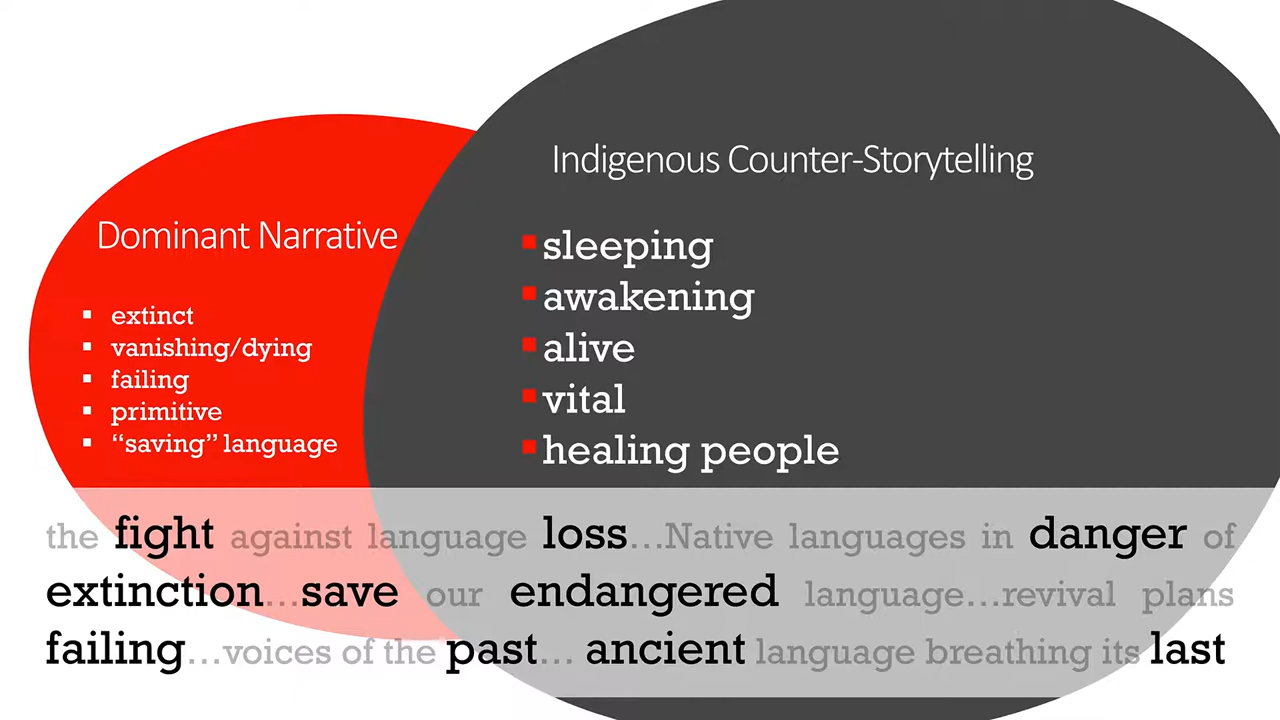 Indigenous Counter-Storytelling
Dominant Narrative
▪ extinct
▪ vanishing/dying
▪ failing
▪ primitive
▪ “saving” language
▪ sleeping
▪ awakening
▪ alive
▪ vital
▪ healing people
the fight against language loss...Native languages in danger of
extinction...save our endangered language...revival plans
failing...voices of the past... ancient language breathing its last